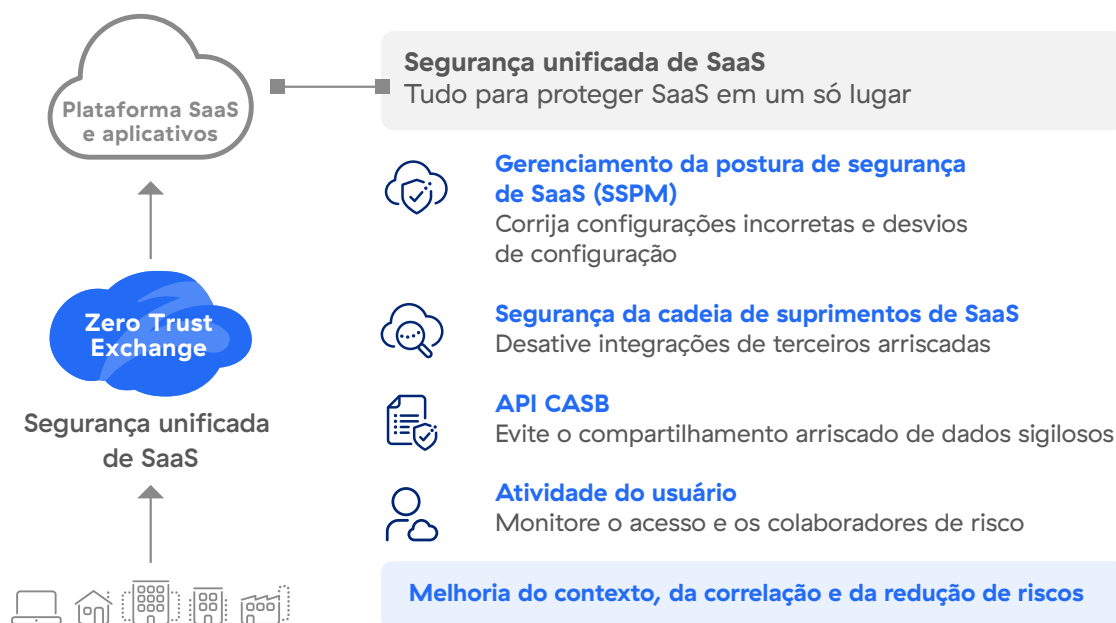 Plataforma SaaS
e aplicativos
Zero Trust
Exchange
Segurança unificada
de SaaS
Segurança unificada de SaaS
Tudo para proteger SaaS em um só lugar
Gerenciamento da postura de segurança
de SaaS (SSPM)
Corrija configurações incorretas e desvios
de configuração
Segurança da cadeia de suprimentos de SaaS
Desative integrações de terceiros arriscadas
API CASB
Evite o compartilhamento arriscado de dados sigilosos
Atividade do usuário
Monitore o acesso e os colaboradores de risco
Melhoria do contexto, da correlação e da redução de riscos